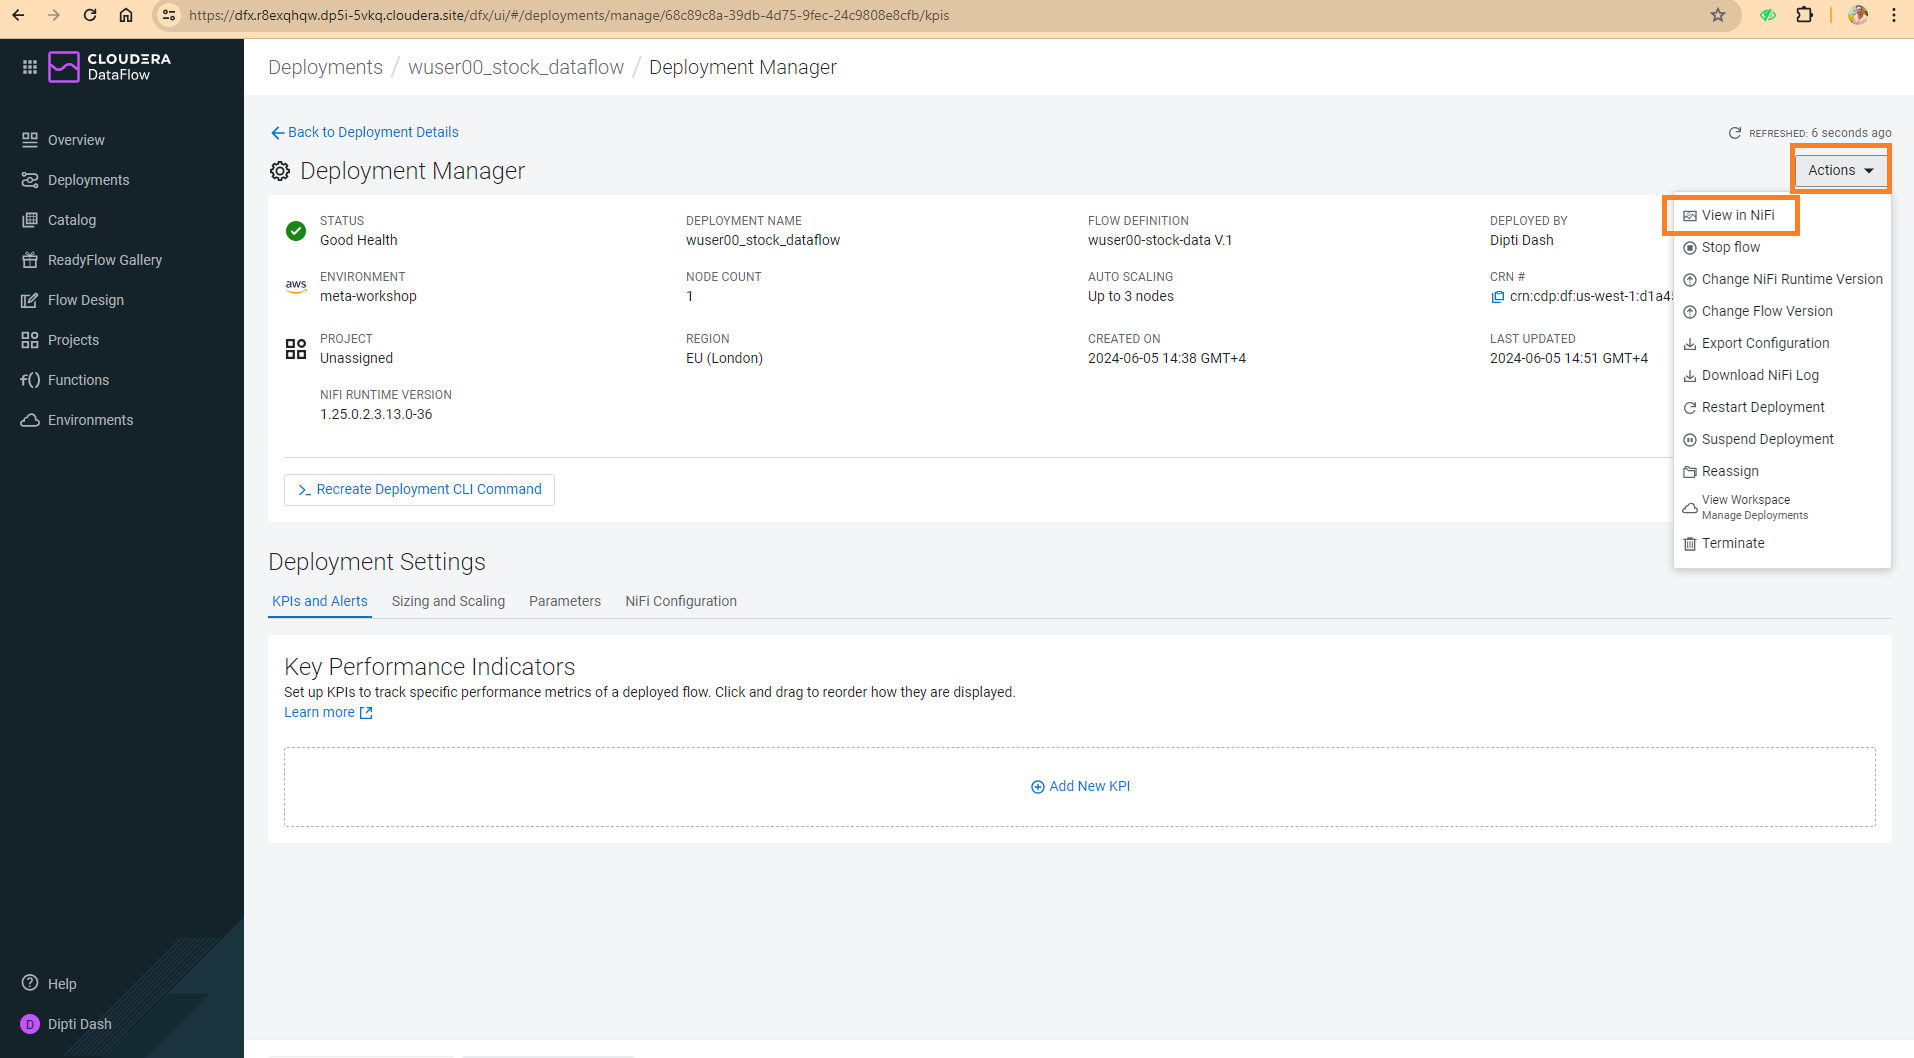 https://dfx.r8exqhqw.dp5i-5vkq.cloudera.site/dfx/ui/#/deployments/manage/68c89c8a-39db-4d75-9fec-24c9808e8cfb/kpis
CLOUDERA
DataFlow
Overview
Deployments
Catalog
ReadyFlow Gallery
Flow Design
Projects
Functions
Environments
Help
D Dipti Dash
Deployments / wuser00_stock_dataflow / Deployment Manager
Back to Deployment Details
REFRESHED: 6 seconds ago
Deployment Manager
Actions
STATUS
Good Health
DEPLOYMENT NAME
wuser00_stock_dataflow
FLOW DEFINITION
wuser00-stock-data V.1
DEPLOYED BY
Dipti Dash
aws
ENVIRONMENT
meta-workshop
NODE COUNT
1
AUTO SCALING
Up to 3 nodes
CRN #
crn:cdp:df:us-west-1:d1a45
PROJECT
Unassigned
REGION
EU (London)
CREATED ON
2024-06-05 14:38 GMT+4
LAST UPDATED
2024-06-05 14:51 GMT+4
NIFI RUNTIME VERSION
1.25.0.2.3.13.0-36
Recreate Deployment CLI Command
View in NiFi
Stop flow
Change NiFi Runtime Version
Change Flow Version
Export Configuration
Download NiFi Log
Restart Deployment
Suspend Deployment
Reassign
View Workspace
Manage Deployments
Terminate
Deployment Settings
KPIs and Alerts Sizing and Scaling Parameters NiFi Configuration
Key Performance Indicators
Set up KPIs to track specific performance metrics of a deployed flow. Click and drag to reorder how they are displayed.
Learn more
Add New KPI